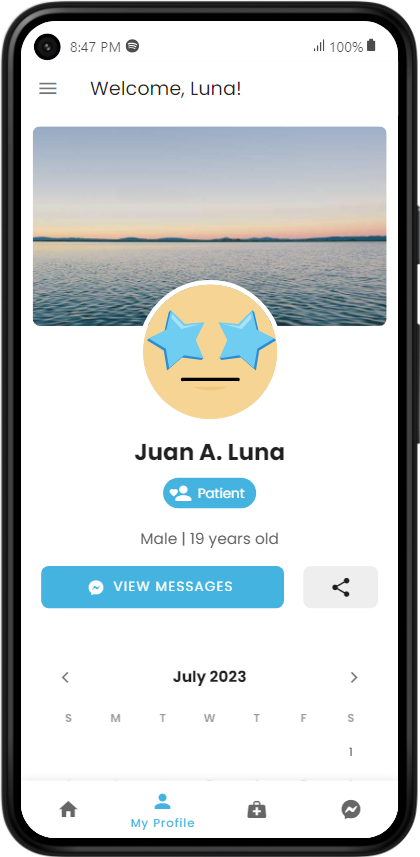 8:47 PM 100%
Welcome, Luna!
Juan A. Luna
Patient
Male | 19 years old
VIEW MESSAGES
July 2023
S M T W T F S
1
My Profile